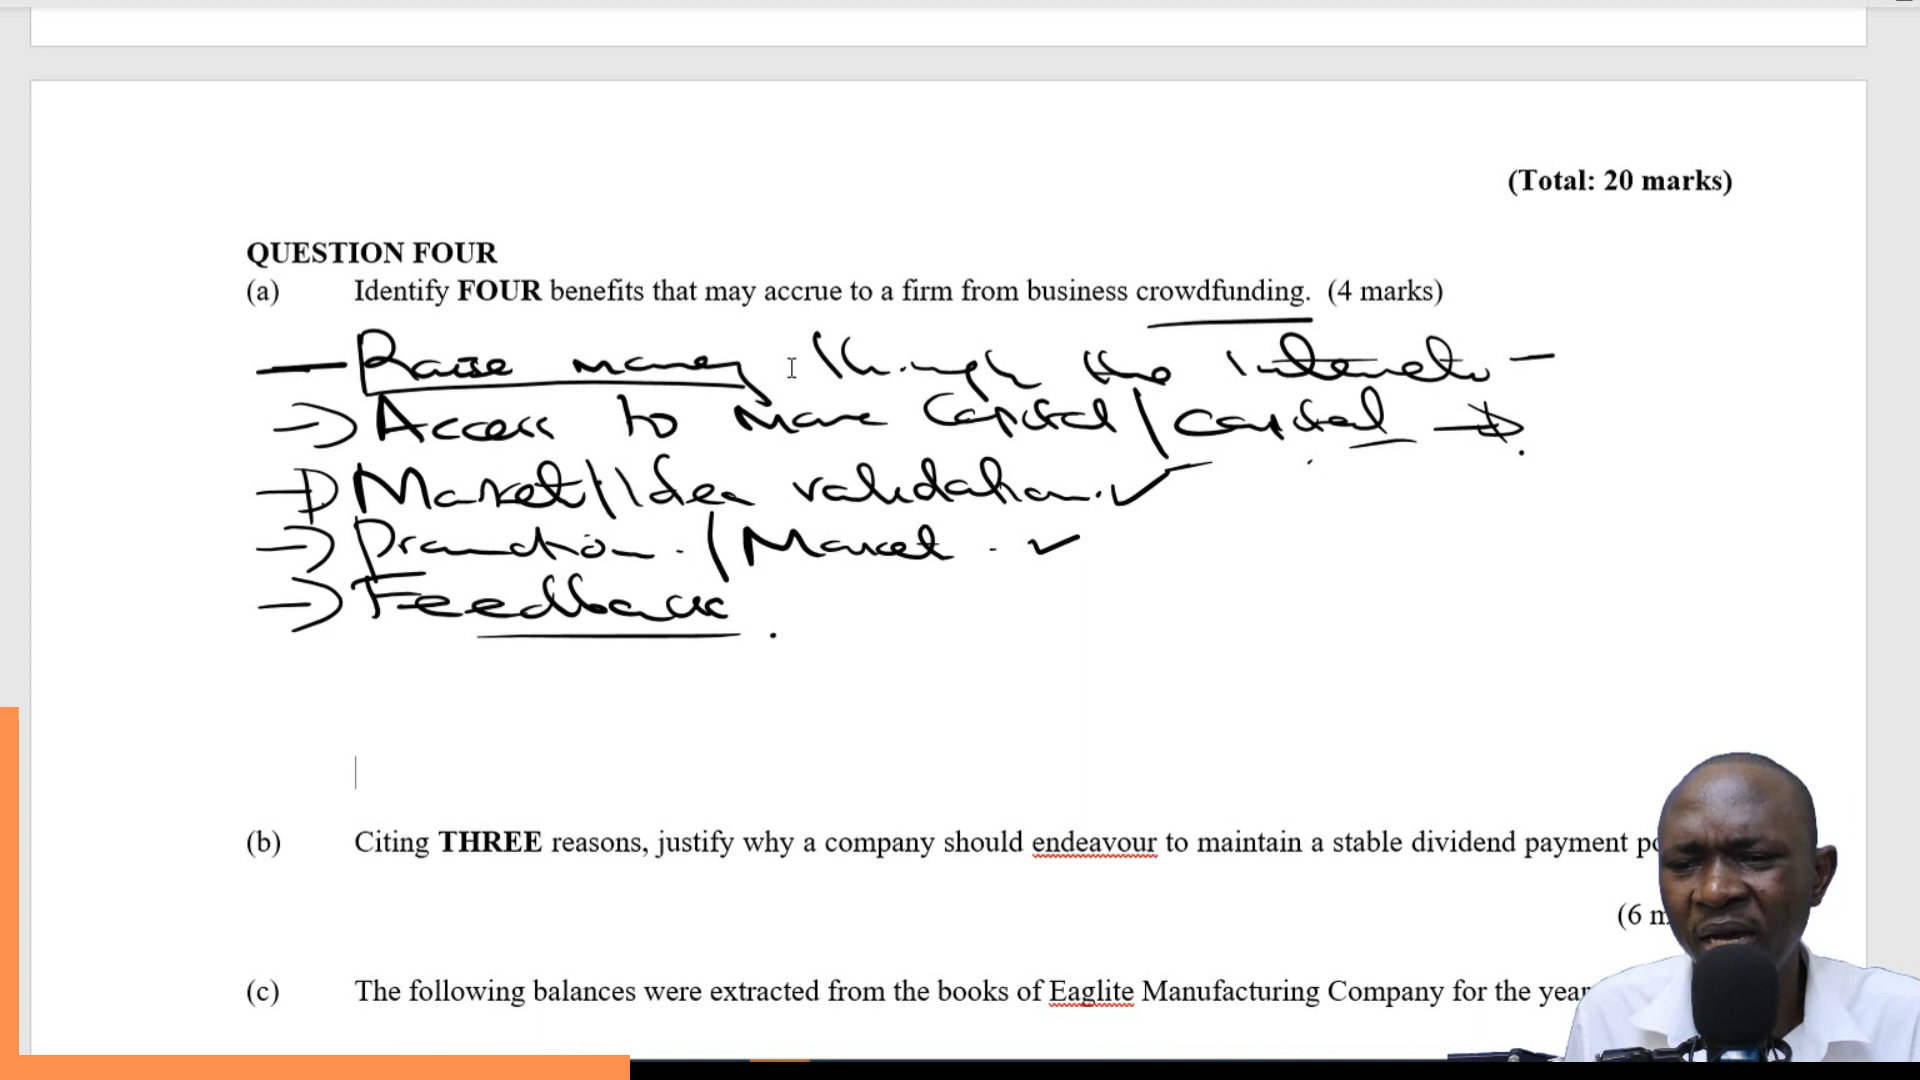 (Total: 20 marks)
QUESTION FOUR
(a) Identify FOUR benefits that may accrue to a firm from business crowdfunding. (4 marks)
— Raise money through the Internet —
→ Access to more Capital / Capital →
→ Market / Idea validation. ✓
→ Promotion. / Market. ✓
→ Feedback.
(b) Citing THREE reasons, justify why a company should endeavour to maintain a stable dividend payment
(6
(c) The following balances were extracted from the books of Eaglite Manufacturing Company for the year